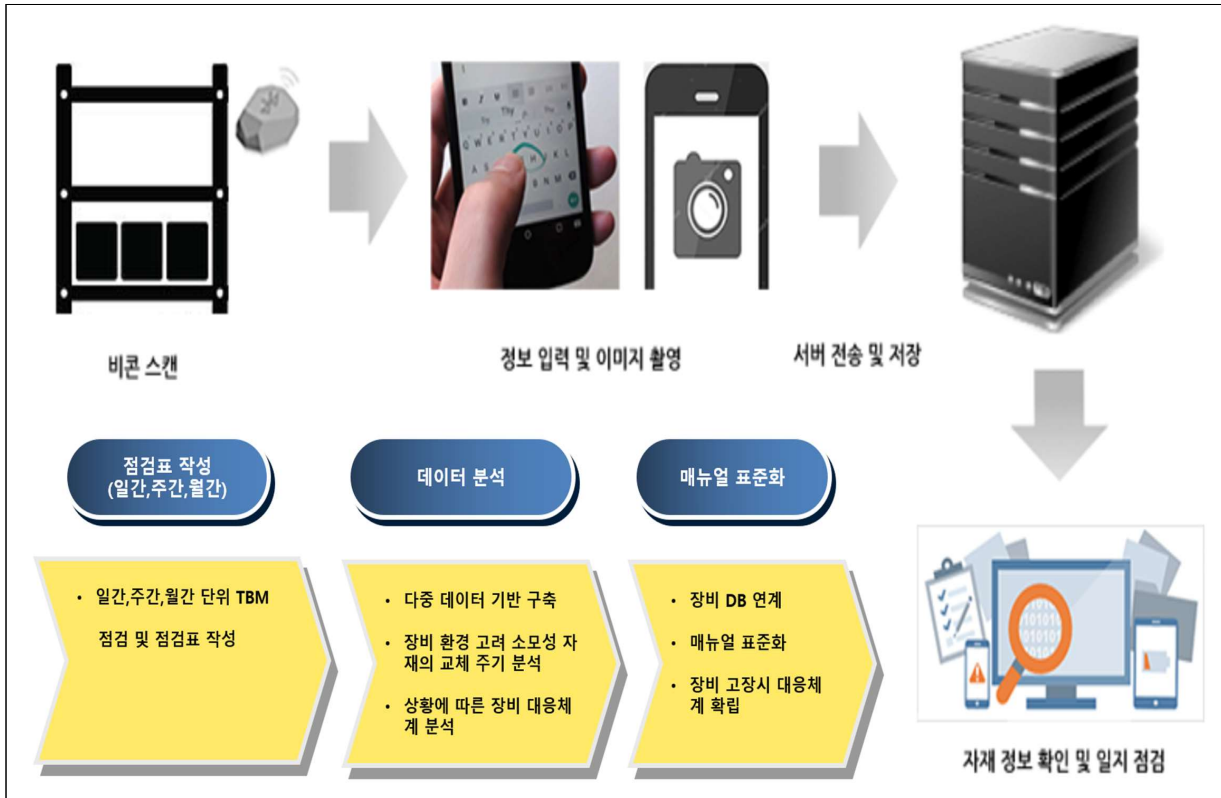 비콘 스캔
정보 입력 및 이미지 촬영
서버 전송 및 저장
점검표 작성
(일간,주간,월간)
데이터 분석
매뉴얼 표준화
• 일간,주간,월간 단위 TBM
점검 및 점검표 작성
• 다중 데이터 기반 구축
• 장비 환경 고려 소모성 자
재의 교체 주기 분석
• 상황에 따른 장비 대응체
계 분석
• 장비 DB 연계
• 매뉴얼 표준화
• 장비 고장시 대응체
계 확립
자재 정보 확인 및 일지 점검